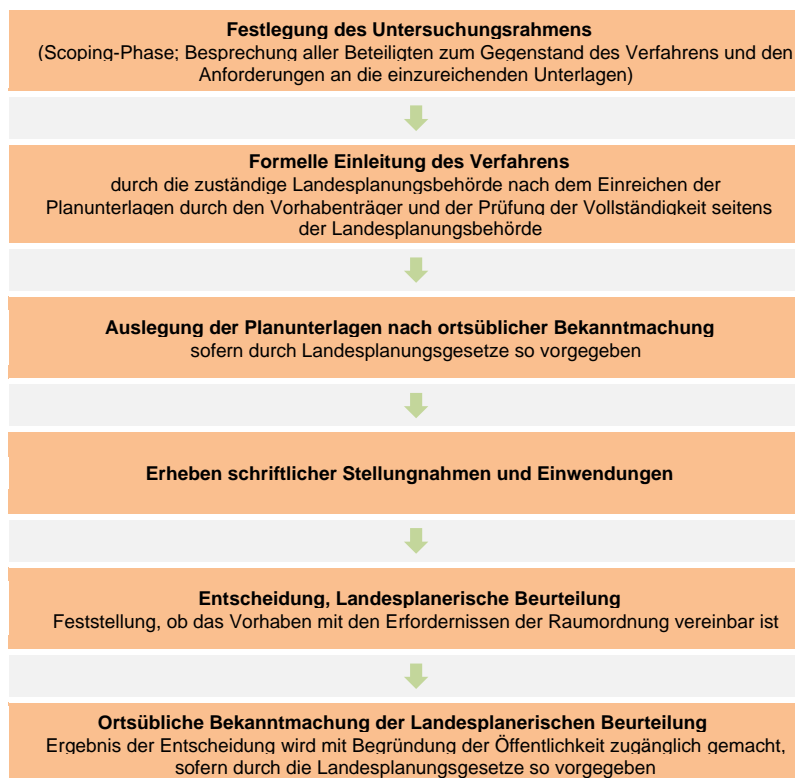 Festlegung des Untersuchungsrahmens
(Scoping-Phase; Besprechung aller Beteiligten zum Gegenstand des Verfahrens und den
Anforderungen an die einzureichenden Unterlagen)
Formelle Einleitung des Verfahrens
durch die zuständige Landesplanungsbehörde nach dem Einreichen der
Planunterlagen durch den Vorhabenträger und der Prüfung der Vollständigkeit seitens
der Landesplanungsbehörde
Auslegung der Planunterlagen nach ortsüblicher Bekanntmachung
sofern durch Landesplanungsgesetze so vorgegeben
Erheben schriftlicher Stellungnahmen und Einwendungen
Entscheidung, Landesplanerische Beurteilung
Feststellung, ob das Vorhaben mit den Erfordernissen der Raumordnung vereinbar ist
Ortsübliche Bekanntmachung der Landesplanerischen Beurteilung
Ergebnis der Entscheidung wird mit Begründung der Öffentlichkeit zugänglich gemacht,
sofern durch die Landesplanungsgesetze so vorgegeben